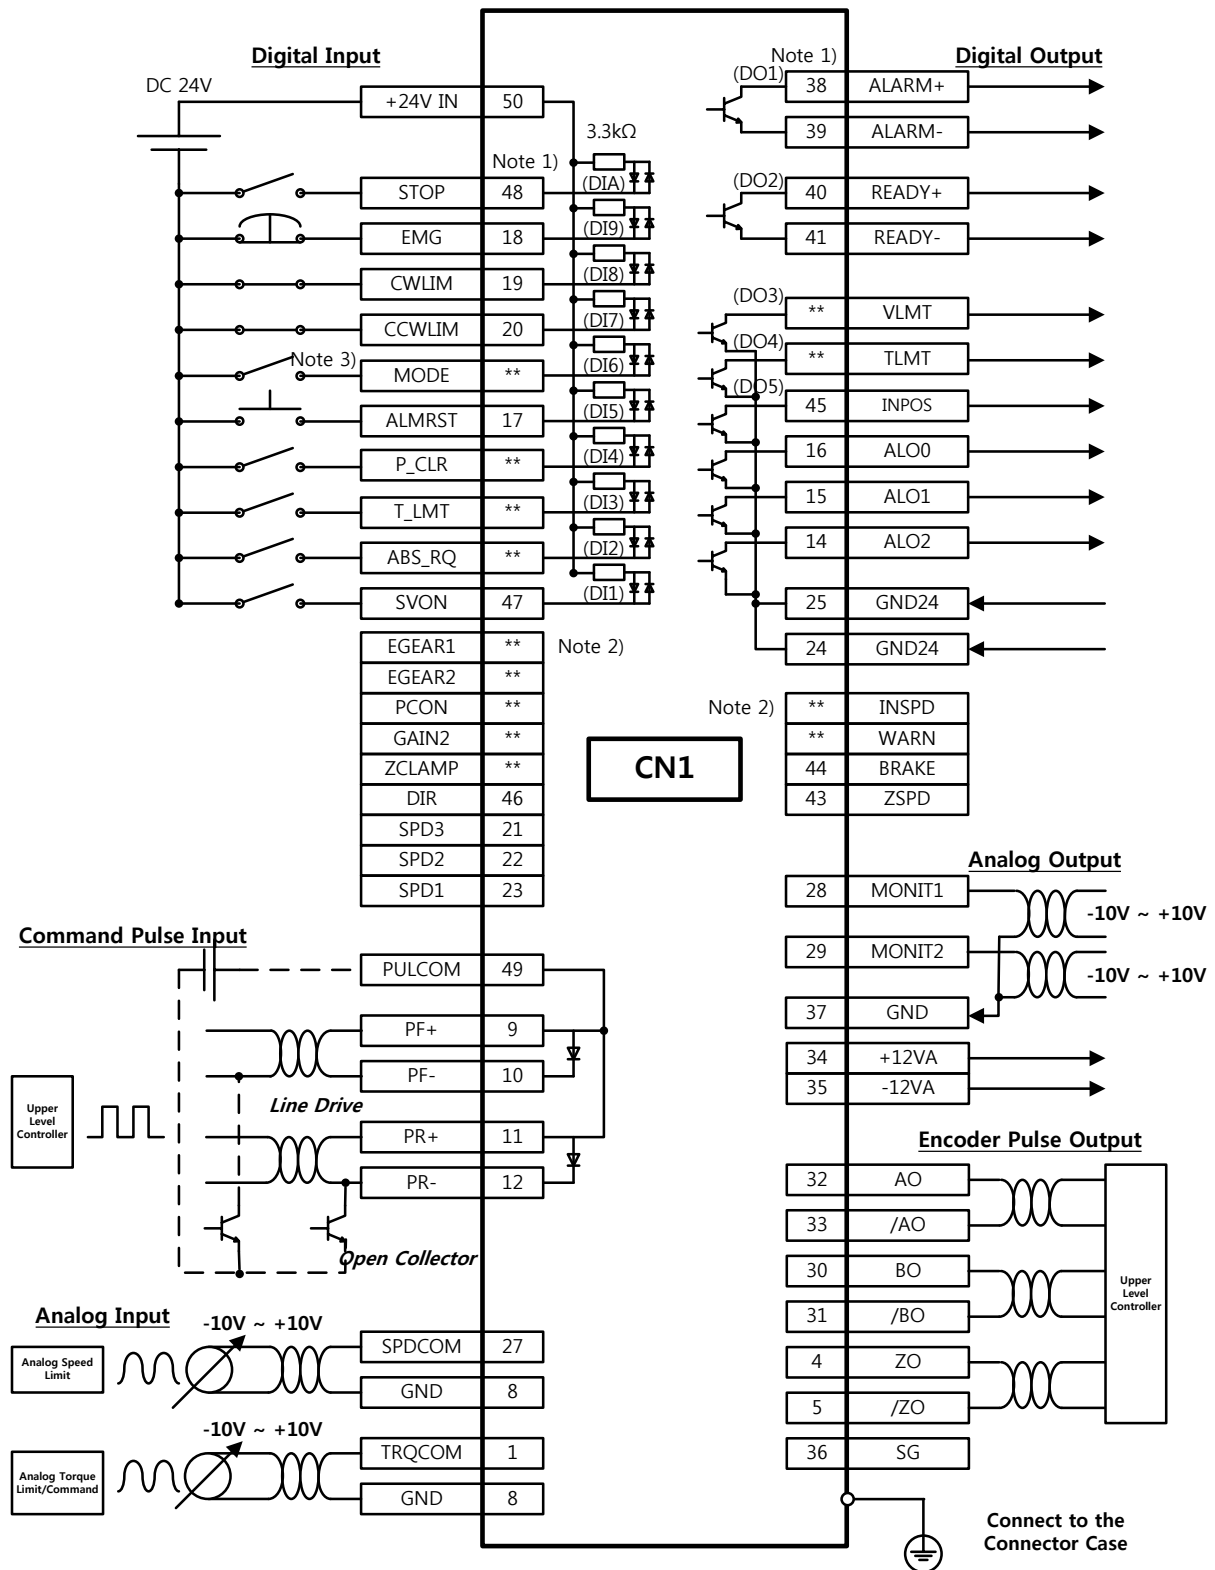 Digital Input
DC 24V
+24V IN 50
3.3kΩ
Note 1)
STOP 48 (DIA)
EMG 18 (DI9)
CWLIM 19 (DI8)
CCWLIM 20 (DI7)
Note 3) MODE ** (DI6)
ALMRST 17 (DI5)
P_CLR ** (DI4)
T_LMT ** (DI3)
ABS_RQ ** (DI2)
SVON 47 (DI1)
EGEAR1 ** Note 2)
EGEAR2 **
PCON **
GAIN2 **
ZCLAMP **
DIR 46
SPD3 21
SPD2 22
SPD1 23
CN1
Note 1) Digital Output
(DO1) 38 ALARM+
39 ALARM-
(DO2) 40 READY+
41 READY-
(DO3) ** VLMT
(DO4) ** TLMT
(DO5) 45 INPOS
16 ALO0
15 ALO1
14 ALO2
25 GND24
24 GND24
Note 2) ** INSPD
** WARN
44 BRAKE
43 ZSPD
Command Pulse Input
PULCOM 49
PF+ 9
PF- 10
Line Drive
Upper
Level
Controller
PR+ 11
PR- 12
Open Collector
Analog Output
28 MONIT1
-10V ~ +10V
29 MONIT2
-10V ~ +10V
37 GND
34 +12VA
35 -12VA
Encoder Pulse Output
32 AO
33 /AO
30 BO
31 /BO
4 ZO
5 /ZO
Upper
Level
Controller
36 SG
Analog Input
-10V ~ +10V
Analog Speed
Limit
SPDCOM 27
GND 8
-10V ~ +10V
Analog Torque
Limit/Command
TRQCOM 1
GND 8
Connect to the
Connector Case